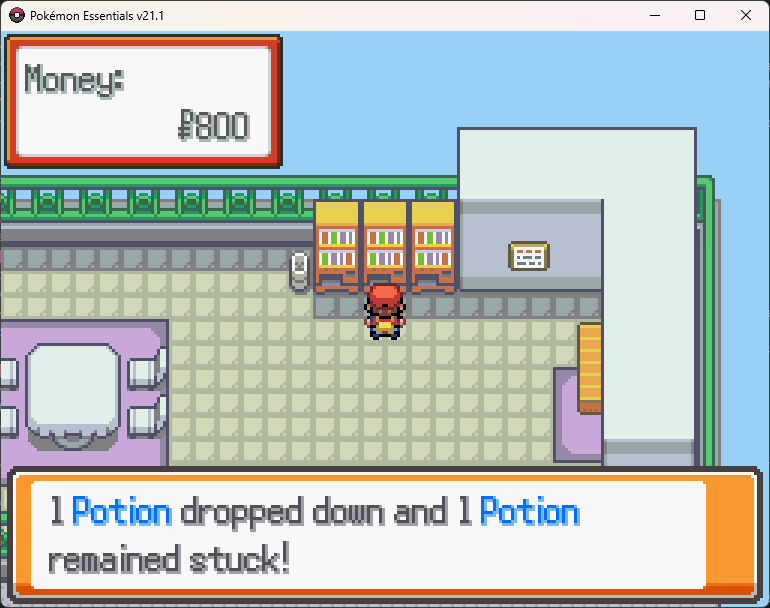 Pokémon Essentials v21.1
Money:
₽800
1 Potion dropped down and 1 Potion
remained stuck!